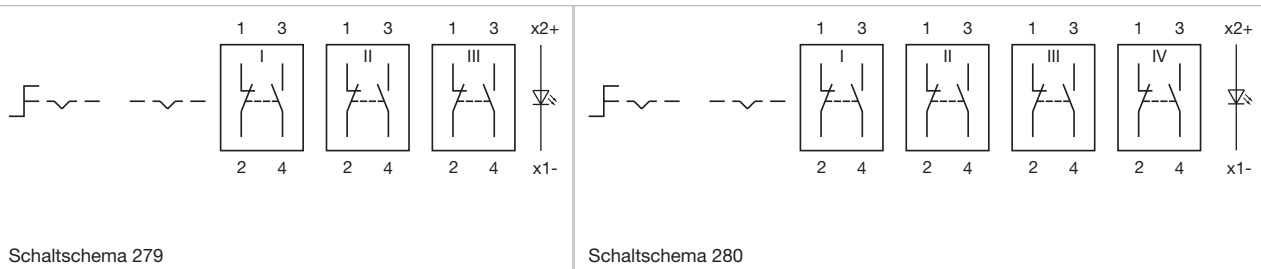 1 3 1 3 1 3 x2+
I II III
2 4 2 4 2 4 x1-
Schaltschema 279
1 3 1 3 1 3 1 3 x2+
I II III IV
2 4 2 4 2 4 2 4 x1-
Schaltschema 280